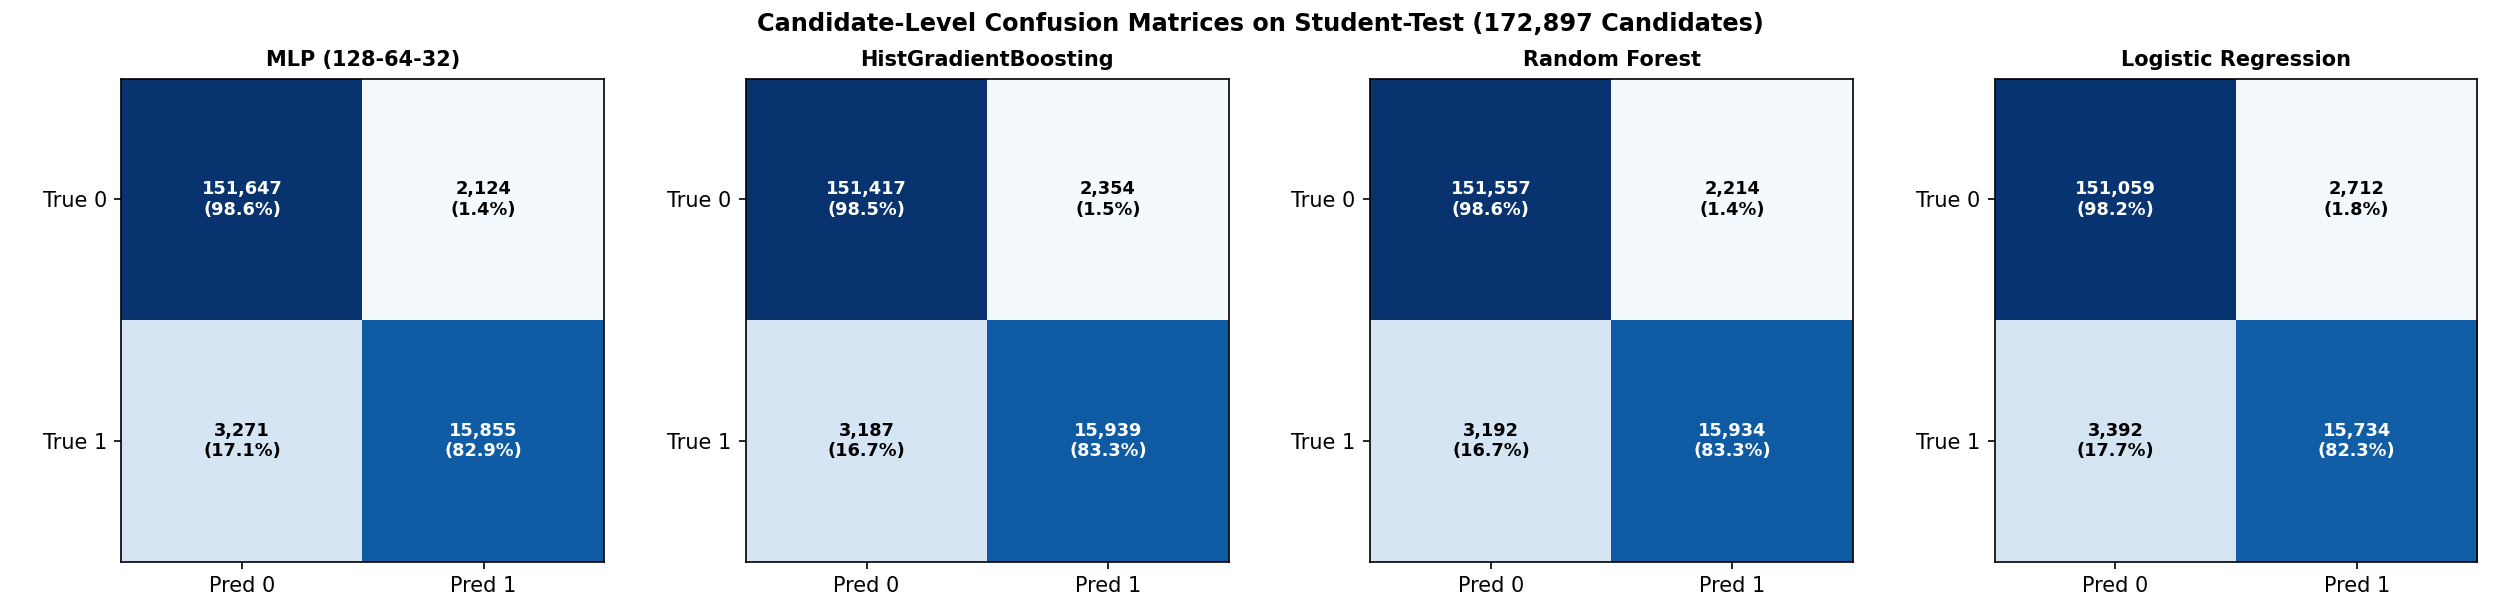 Candidate-Level Confusion Matrices on Student-Test (172,897 Candidates)
MLP (128-64-32)
True 0
151,647
(98.6%)
2,124
(1.4%)
True 1
3,271
(17.1%)
15,855
(82.9%)
Pred 0
Pred 1
HistGradientBoosting
True 0
151,417
(98.5%)
2,354
(1.5%)
True 1
3,187
(16.7%)
15,939
(83.3%)
Pred 0
Pred 1
Random Forest
True 0
151,557
(98.6%)
2,214
(1.4%)
True 1
3,192
(16.7%)
15,934
(83.3%)
Pred 0
Pred 1
Logistic Regression
True 0
151,059
(98.2%)
2,712
(1.8%)
True 1
3,392
(17.7%)
15,734
(82.3%)
Pred 0
Pred 1